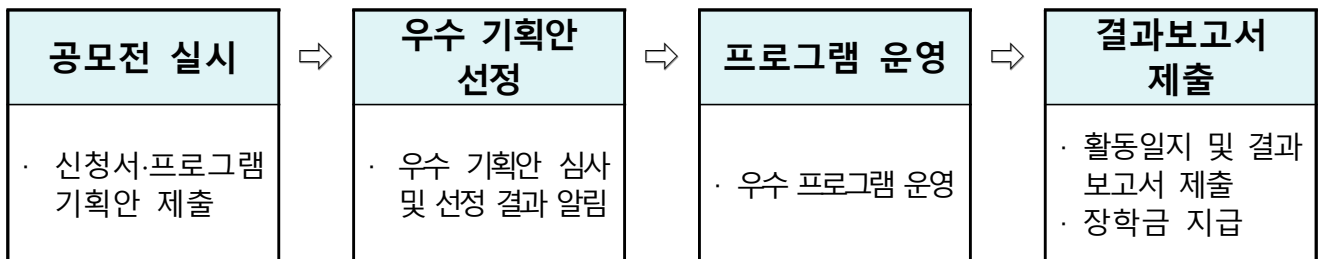 공모전 실시
⇨
우수 기획안
선정
⇨
프로그램 운영
⇨
결과보고서
제출
· 신청서·프로그램
기획안 제출
· 우수 기획안 심사
및 선정 결과 알림
· 우수 프로그램 운영
· 활동일지 및 결과
보고서 제출
· 장학금 지급